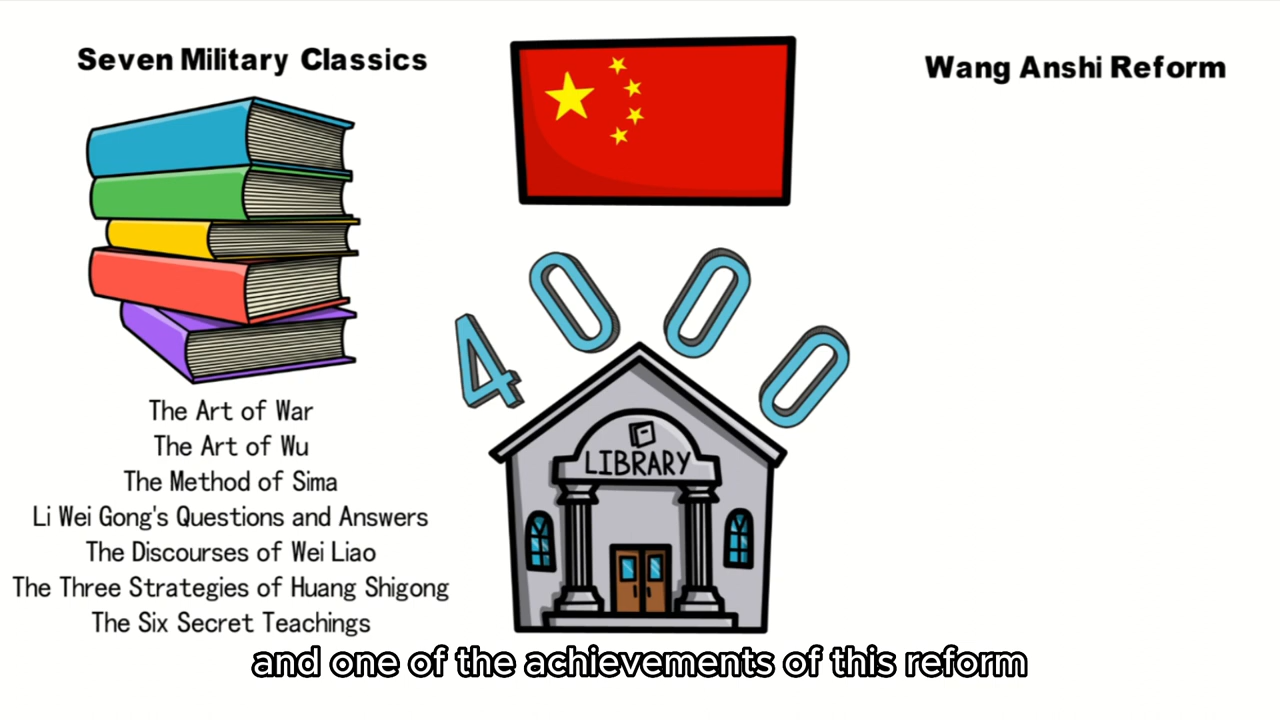 Seven Military Classics
Wang Anshi Reform
4000
LIBRARY
The Art of War
The Art of Wu
The Method of Sima
Li Wei Gong's Questions and Answers
The Discourses of Wei Liao
The Three Strategies of Huang Shigong
The Six Secret Teachings
and one of the achievements of this reform